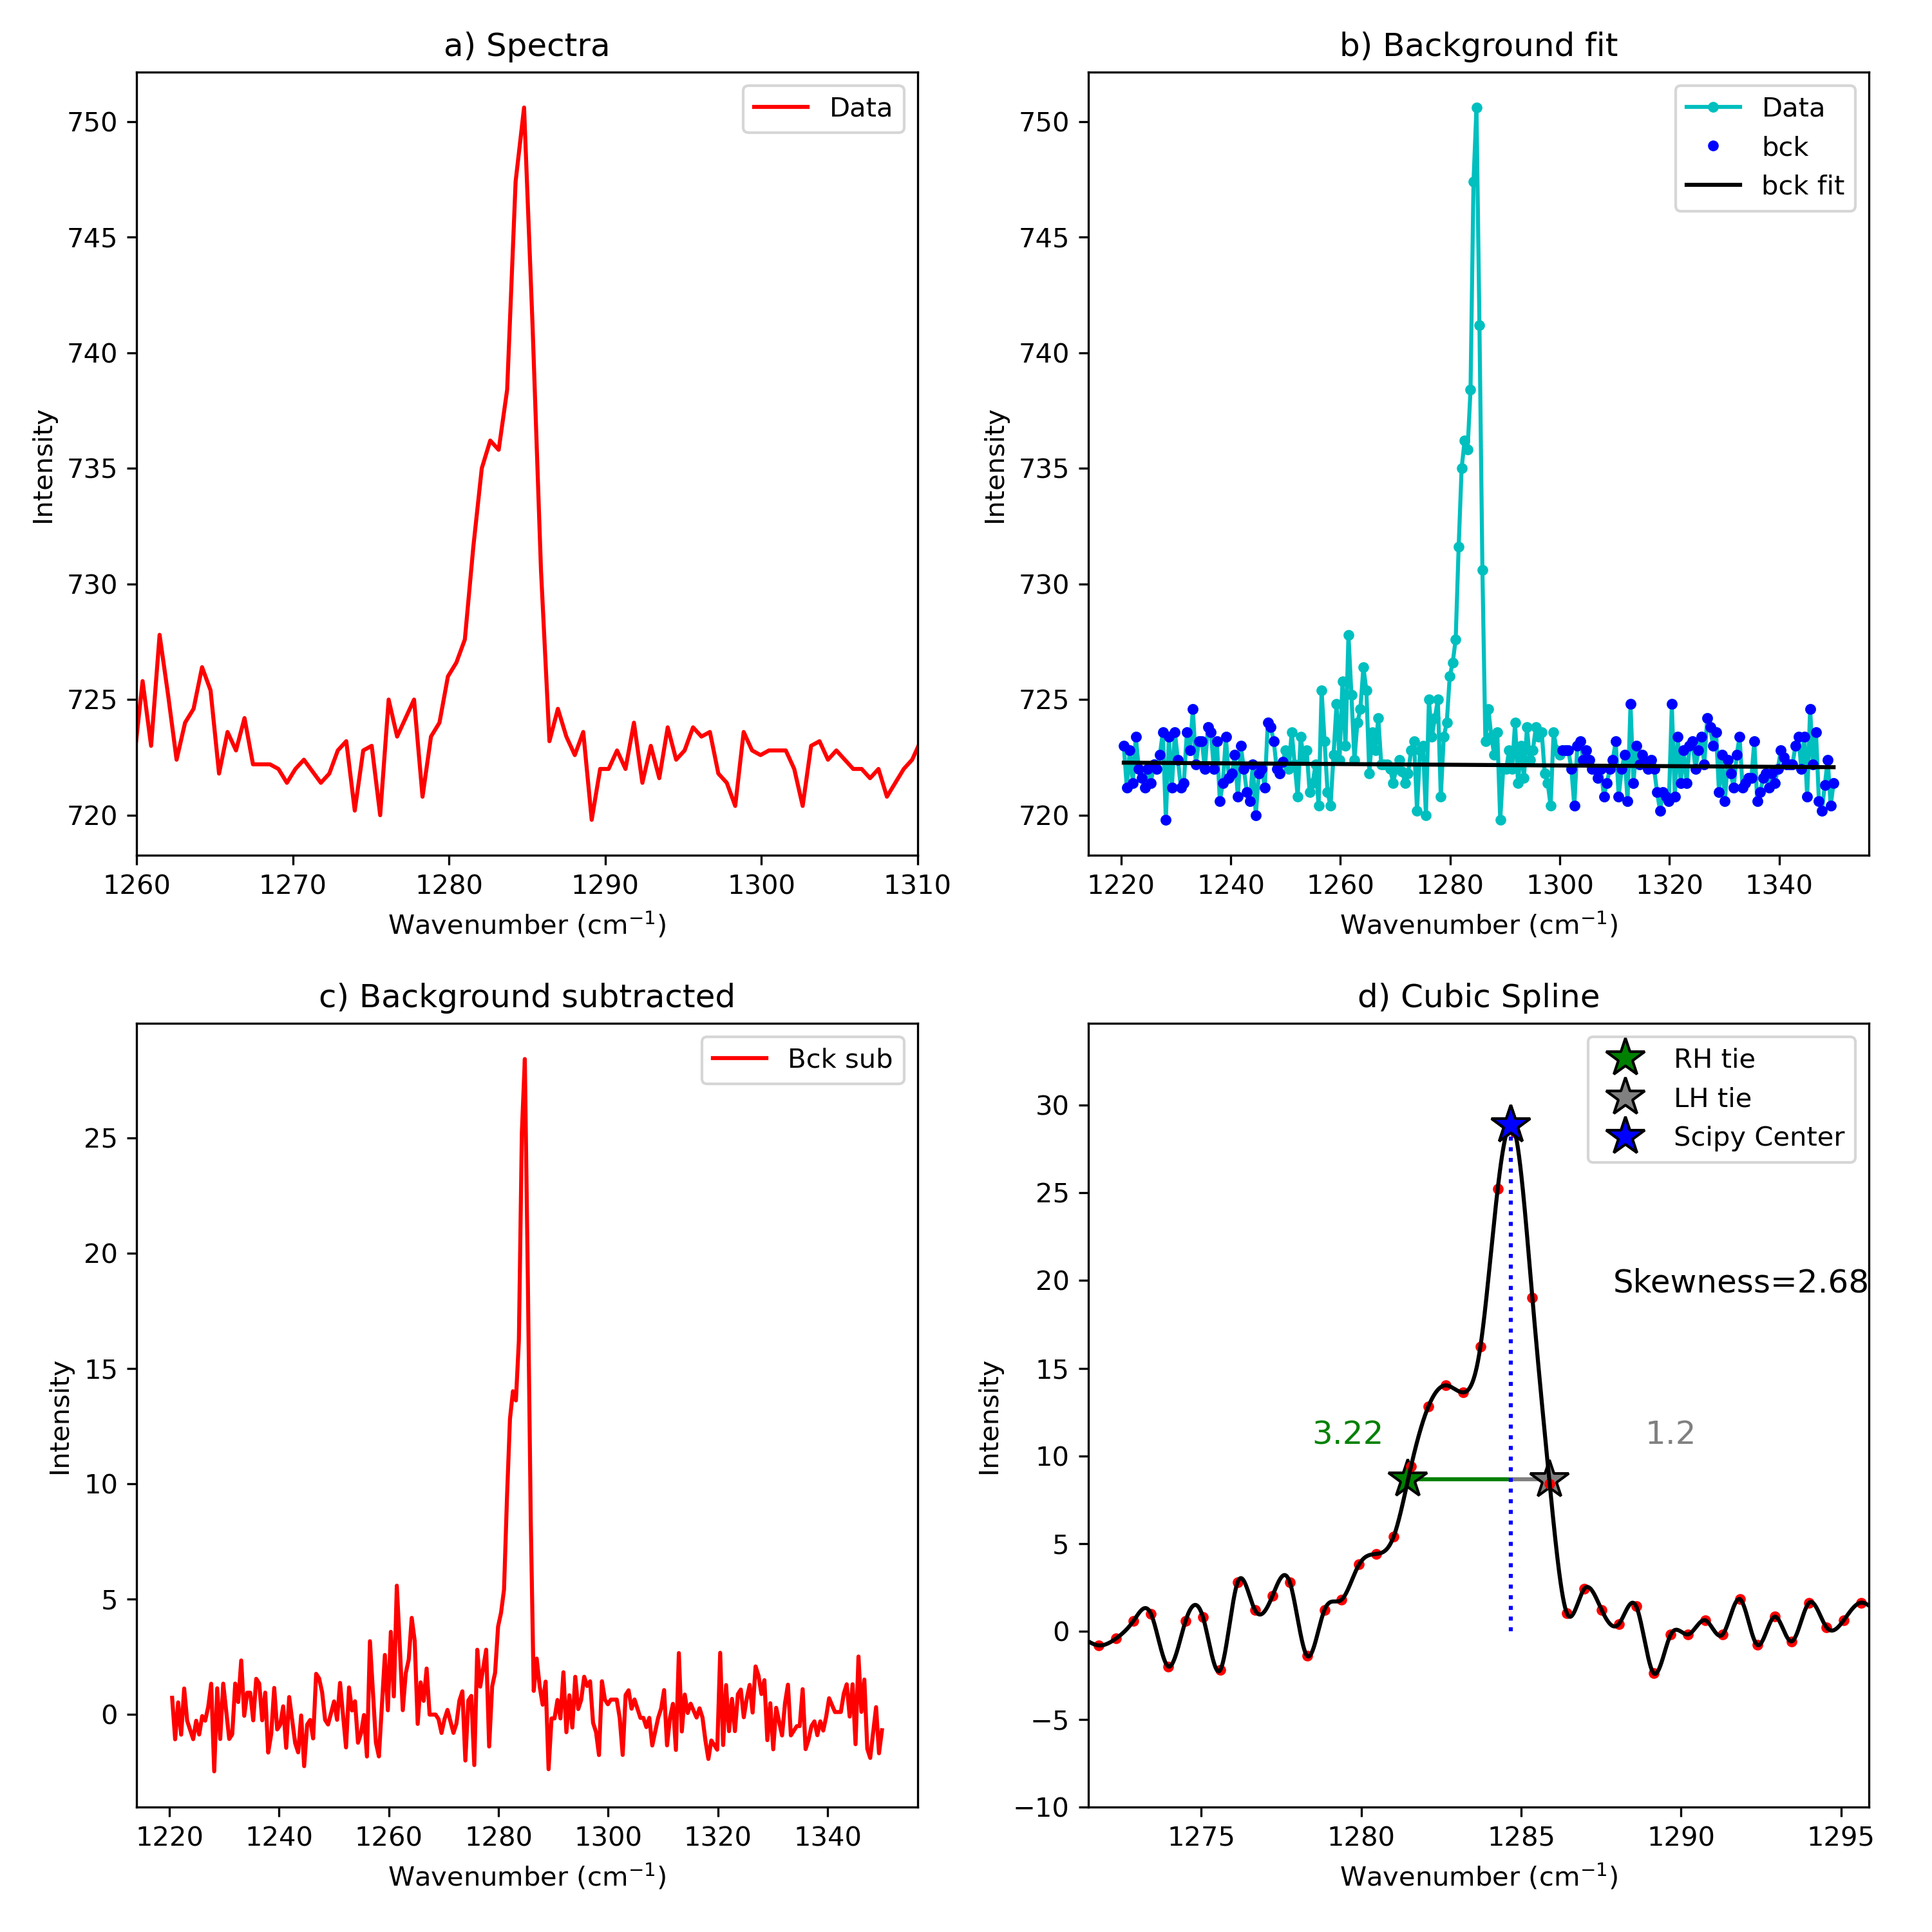 a) Spectra
Data
750
745
740
735
730
725
720
Intensity
1260 1270 1280 1290 1300 1310
Wavenumber (cm⁻¹)
b) Background fit
Data
bck
bck fit
750
745
740
735
730
725
720
Intensity
1220 1240 1260 1280 1300 1320 1340
Wavenumber (cm⁻¹)
c) Background subtracted
Bck sub
25
20
15
10
5
0
Intensity
1220 1240 1260 1280 1300 1320 1340
Wavenumber (cm⁻¹)
d) Cubic Spline
RH tie
LH tie
Scipy Center
Skewness=2.68
3.22
1.2
30
25
20
15
10
5
0
−5
−10
Intensity
1275 1280 1285 1290 1295
Wavenumber (cm⁻¹)